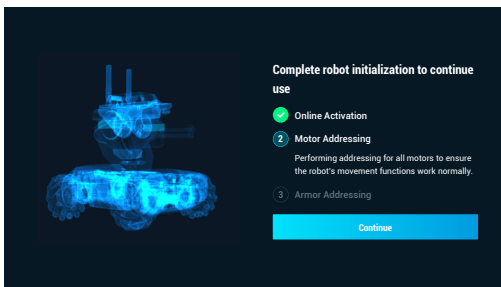 Complete robot initialization to continue
use
Online Activation
2 Motor Addressing
Performing addressing for all motors to ensure
the robot's movement functions work normally.
3 Armor Addressing
Continue